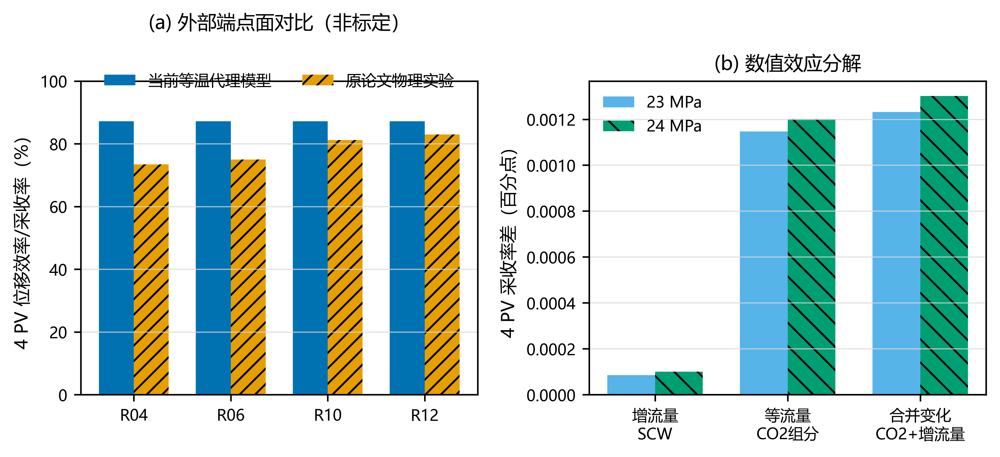 (a) 外部端点面对比（非标定）
当前等温代理模型
原论文物理实验
4 PV 位移效率/采收率（%）
100
80
60
40
20
0
R04
R06
R10
R12
(b) 数值效应分解
23 MPa
24 MPa
4 PV 采收率差（百分点）
0.0012
0.0010
0.0008
0.0006
0.0004
0.0002
0.0000
增流量
SCW
等流量
CO2组分
合并变化
CO2+增流量